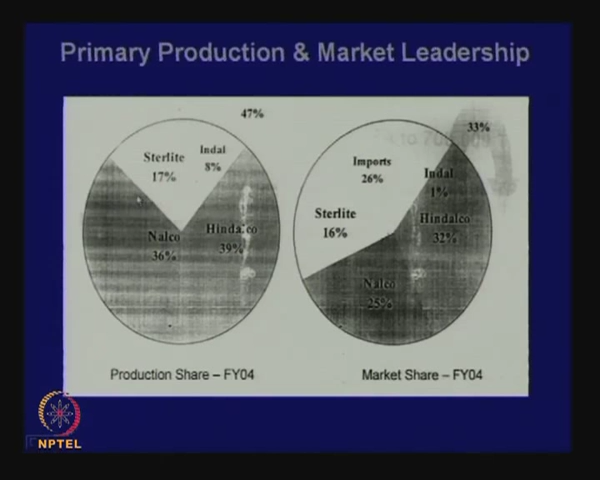 Primary Production & Market Leadership
47%
Sterlite
17%
Indal
8%
Nalco
36%
Hindalco
39%
Production Share – FY04
33%
Imports
26%
Indal
1%
Sterlite
16%
Hindalco
32%
Nalco
25%
Market Share – FY04
NPTEL